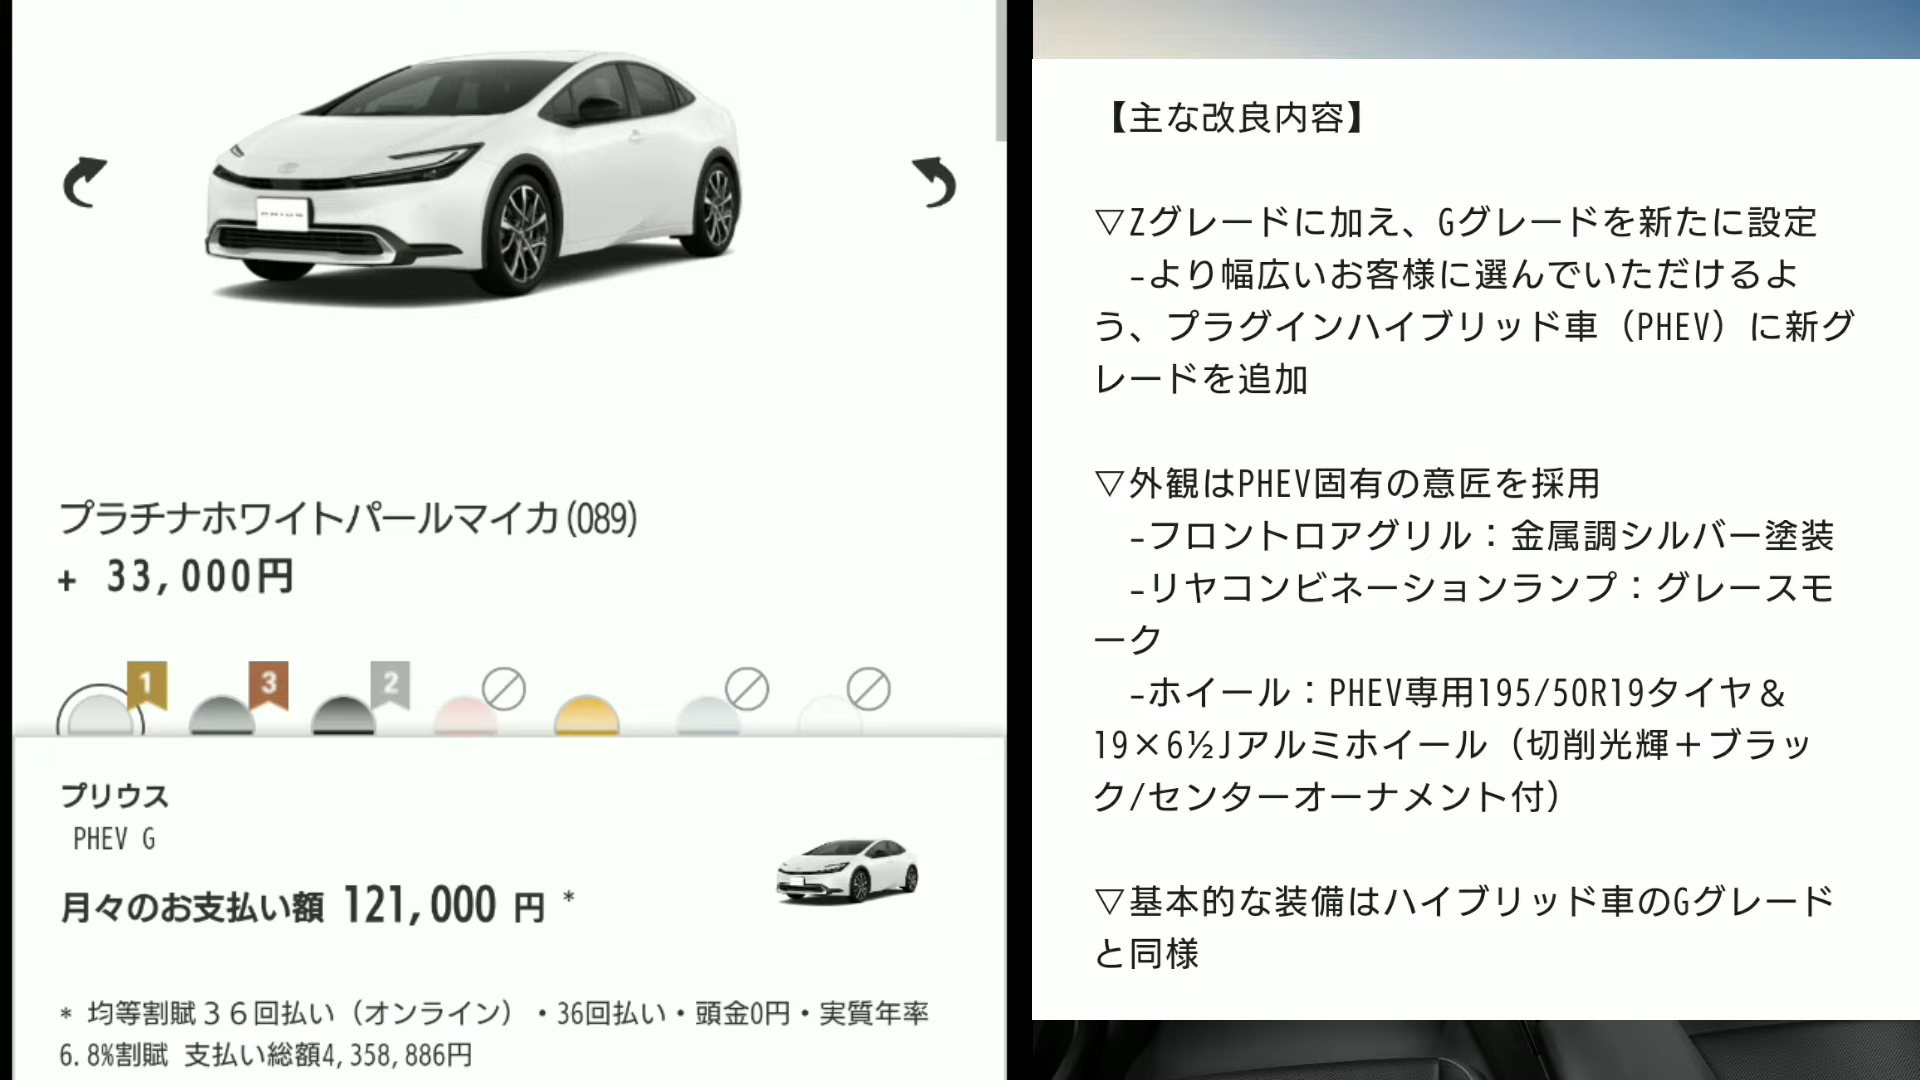 PRIUS
プラチナホワイトパールマイカ(089)
+ 33,000円
1
3
2
プリウス
PHEV G
月々のお支払い額 121,000 円 *
* 均等割賦３６回払い（オンライン）・36回払い・頭金0円・実質年率
6.8%割賦 支払い総額4,358,886円
【主な改良内容】
▽Zグレードに加え、Gグレードを新たに設定
-より幅広いお客様に選んでいただけるよ
う、プラグインハイブリッド車（PHEV）に新グ
レードを追加
▽外観はPHEV固有の意匠を採用
-フロントロアグリル：金属調シルバー塗装
-リヤコンビネーションランプ：グレースモ
ーク
-ホイール：PHEV専用195/50R19タイヤ＆
19×6½Jアルミホイール（切削光輝＋ブラッ
ク/センターオーナメント付）
▽基本的な装備はハイブリッド車のGグレード
と同様